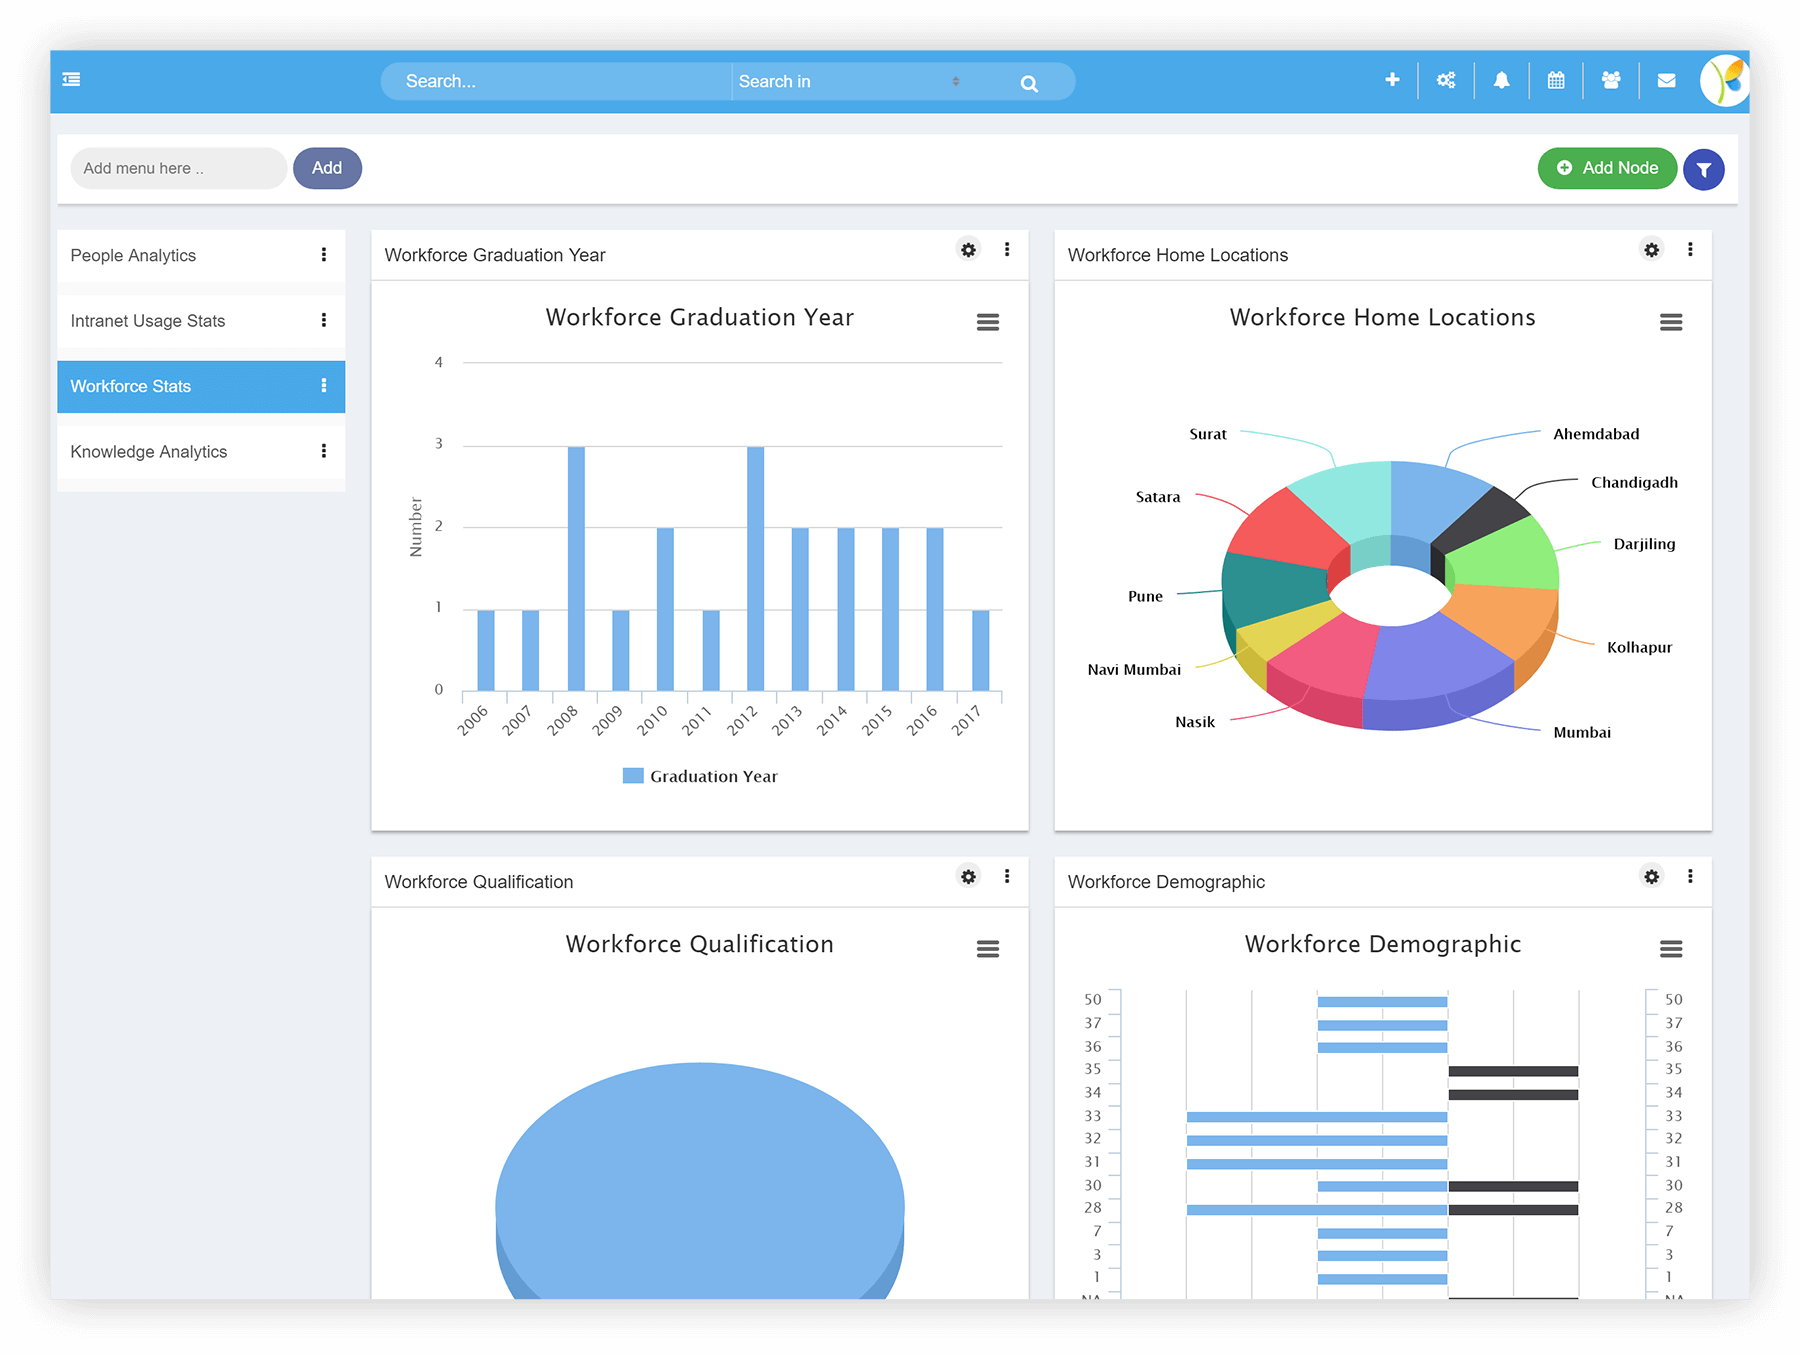 Search...
Search in
Add menu here ..
Add
Add Node
People Analytics
Intranet Usage Stats
Workforce Stats
Knowledge Analytics
Workforce Graduation Year
Workforce Graduation Year
4
3
2
1
0
Number
2006
2007
2008
2009
2010
2011
2012
2013
2014
2015
2016
2017
Graduation Year
Workforce Home Locations
Workforce Home Locations
Surat
Ahemdabad
Chandigadh
Satara
Darjiling
Pune
Kolhapur
Navi Mumbai
Nasik
Mumbai
Workforce Qualification
Workforce Qualification
Workforce Demographic
Workforce Demographic
50 50
37 37
36 36
35 35
34 34
33 33
32 32
31 31
30 30
28 28
7 7
3 3
1 1
NA NA